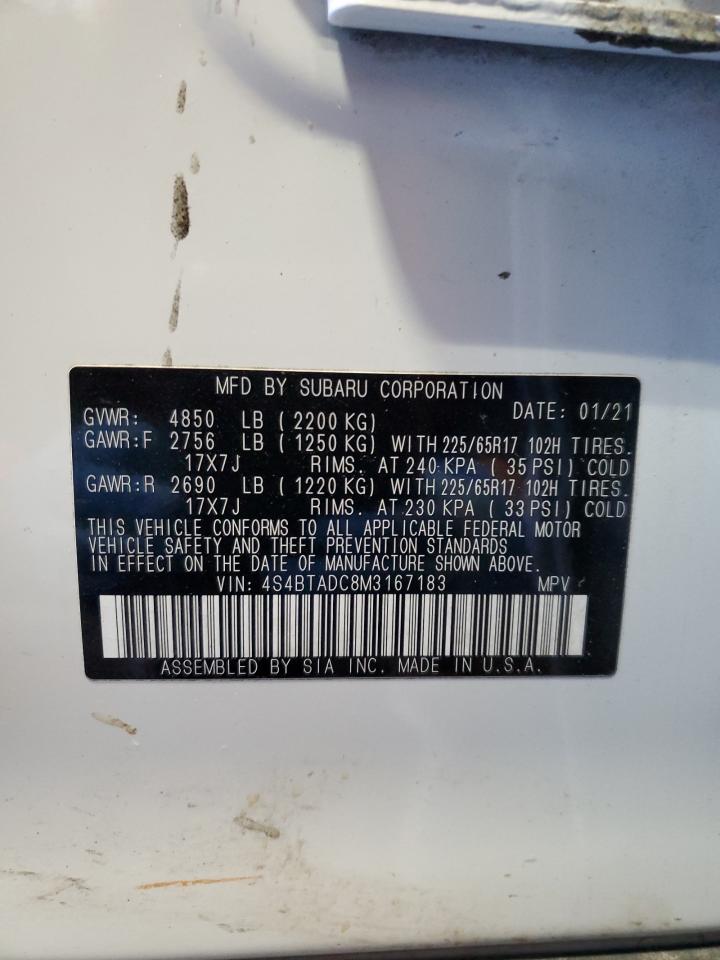 MFD BY SUBARU CORPORATION
GVWR: 4850 LB ( 2200 KG) DATE: 01/21
GAWR:F 2756 LB ( 1250 KG) WITH 225/65R17 102H TIRES.
17X7J RIMS. AT 240 KPA ( 35 PSI) COLD
GAWR:R 2690 LB ( 1220 KG) WITH 225/65R17 102H TIRES.
17X7J RIMS. AT 230 KPA ( 33 PSI) COLD
THIS VEHICLE CONFORMS TO ALL APPLICABLE FEDERAL MOTOR
VEHICLE SAFETY AND THEFT PREVENTION STANDARDS
IN EFFECT ON THE DATE OF MANUFACTURE SHOWN ABOVE.
VIN: 4S4BTADC8M3167183 MPV
ASSEMBLED BY SIA INC. MADE IN U.S.A.